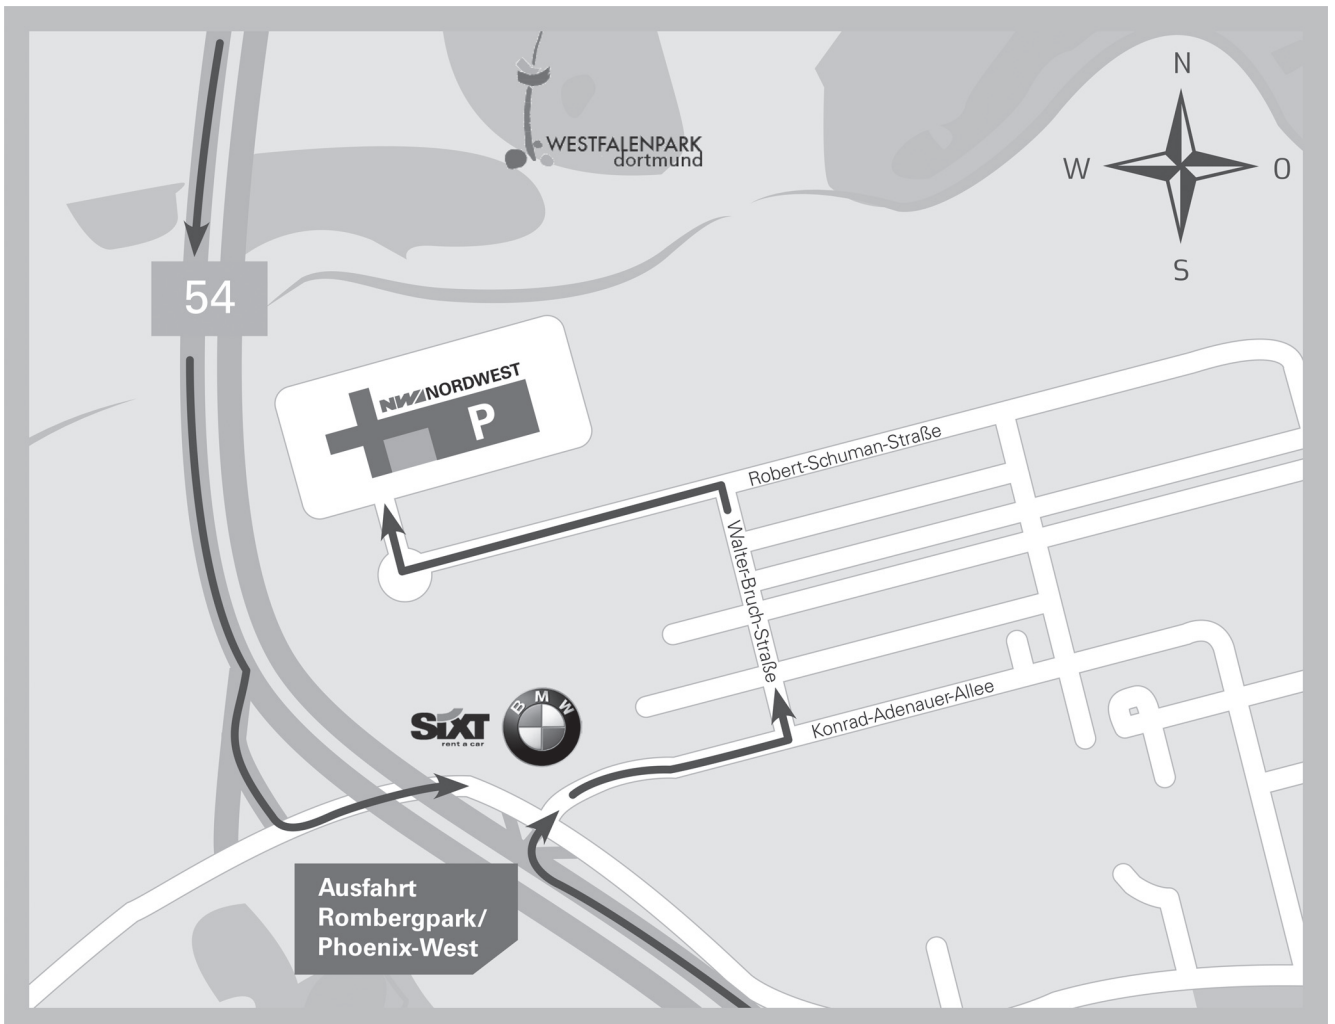 N
W
O
S
WESTFALENPARK
dortmund
54
NW NORDWEST
P
Robert-Schuman-Straße
Walter-Bruch-Straße
Konrad-Adenauer-Allee
SIXT
rent a car
BMW
Ausfahrt
Rombergpark/
Phoenix-West